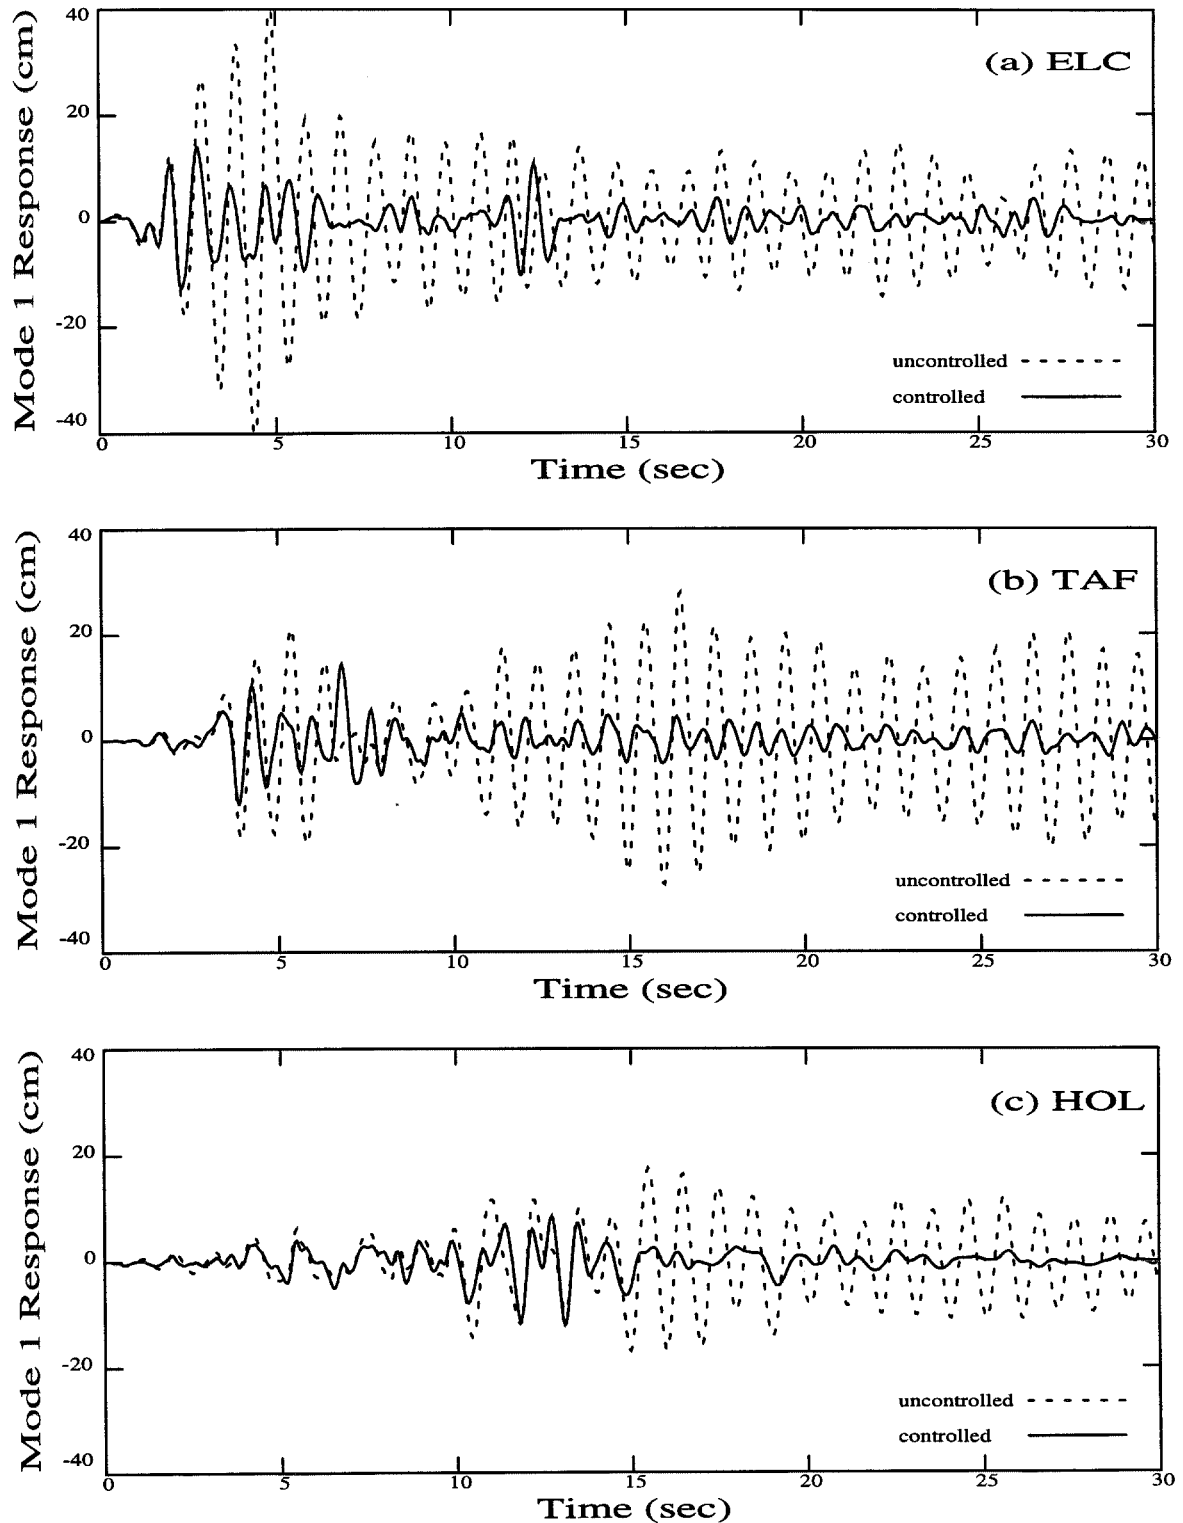 40
20
0
-20
-40
Mode 1 Response (cm)
(a) ELC
uncontrolled
controlled
0 5 10 15 20 25 30
Time (sec)
40
20
0
-20
-40
Mode 1 Response (cm)
(b) TAF
uncontrolled
controlled
0 5 10 15 20 25 30
Time (sec)
40
20
0
-20
-40
Mode 1 Response (cm)
(c) HOL
uncontrolled
controlled
0 5 10 15 20 25 30
Time (sec)